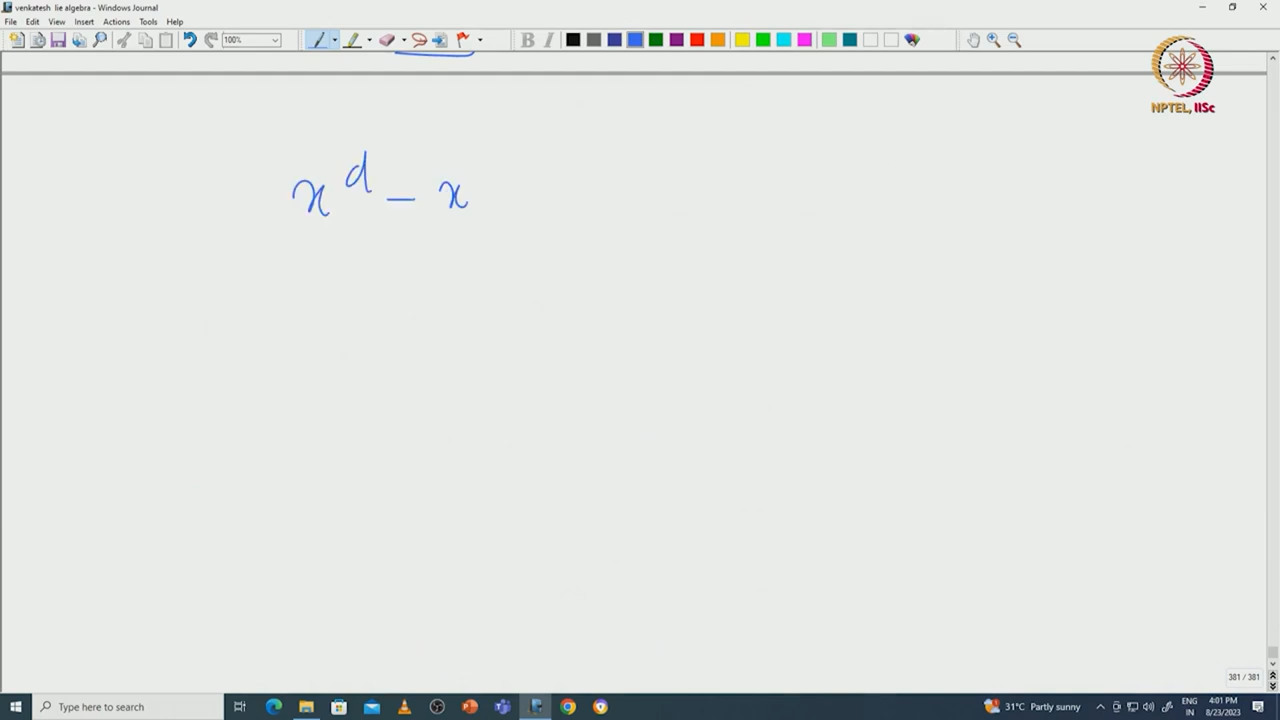 venkatesh lie algebra - Windows Journal
File Edit View Insert Actions Tools Help
100%
B I
NPTEL, IISc
x^d - x
381 / 381
Type here to search
31°C Partly sunny
ENG
IN
4:01 PM
8/23/2023